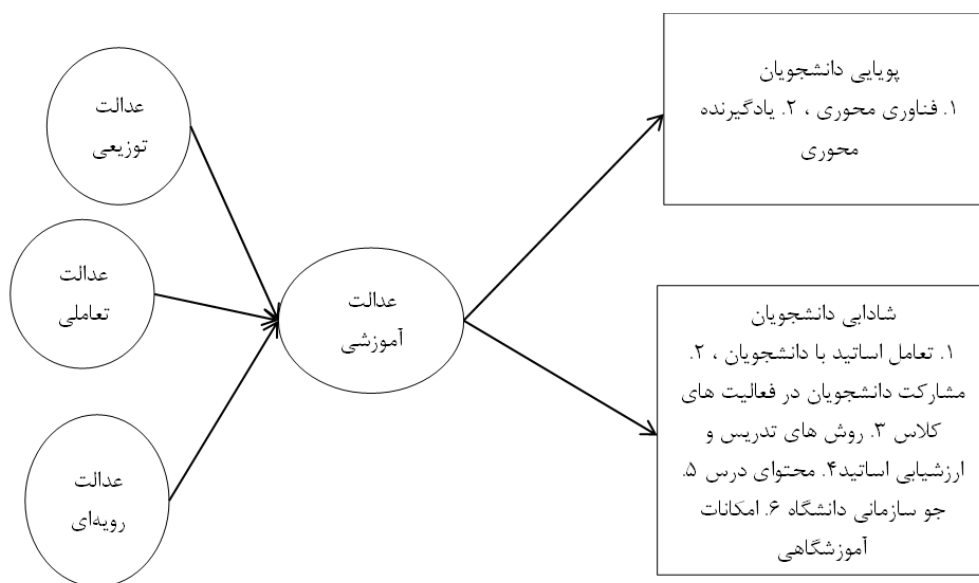 عدالت
توزیعی
عدالت
تعاملی
عدالت
رویه‌ای
عدالت
آموزشی
پویایی دانشجویان
۱. فناوری محوری ، ۲. یادگیرنده
محوری
شادابی دانشجویان
۱. تعامل اساتید با دانشجویان ، ۲.
مشارکت دانشجویان در فعالیت های
کلاس ۳. روش های تدریس و
ارزشیابی اساتید۴. محتوای درس ۵.
جو سازمانی دانشگاه ۶. امکانات
آموزشگاهی